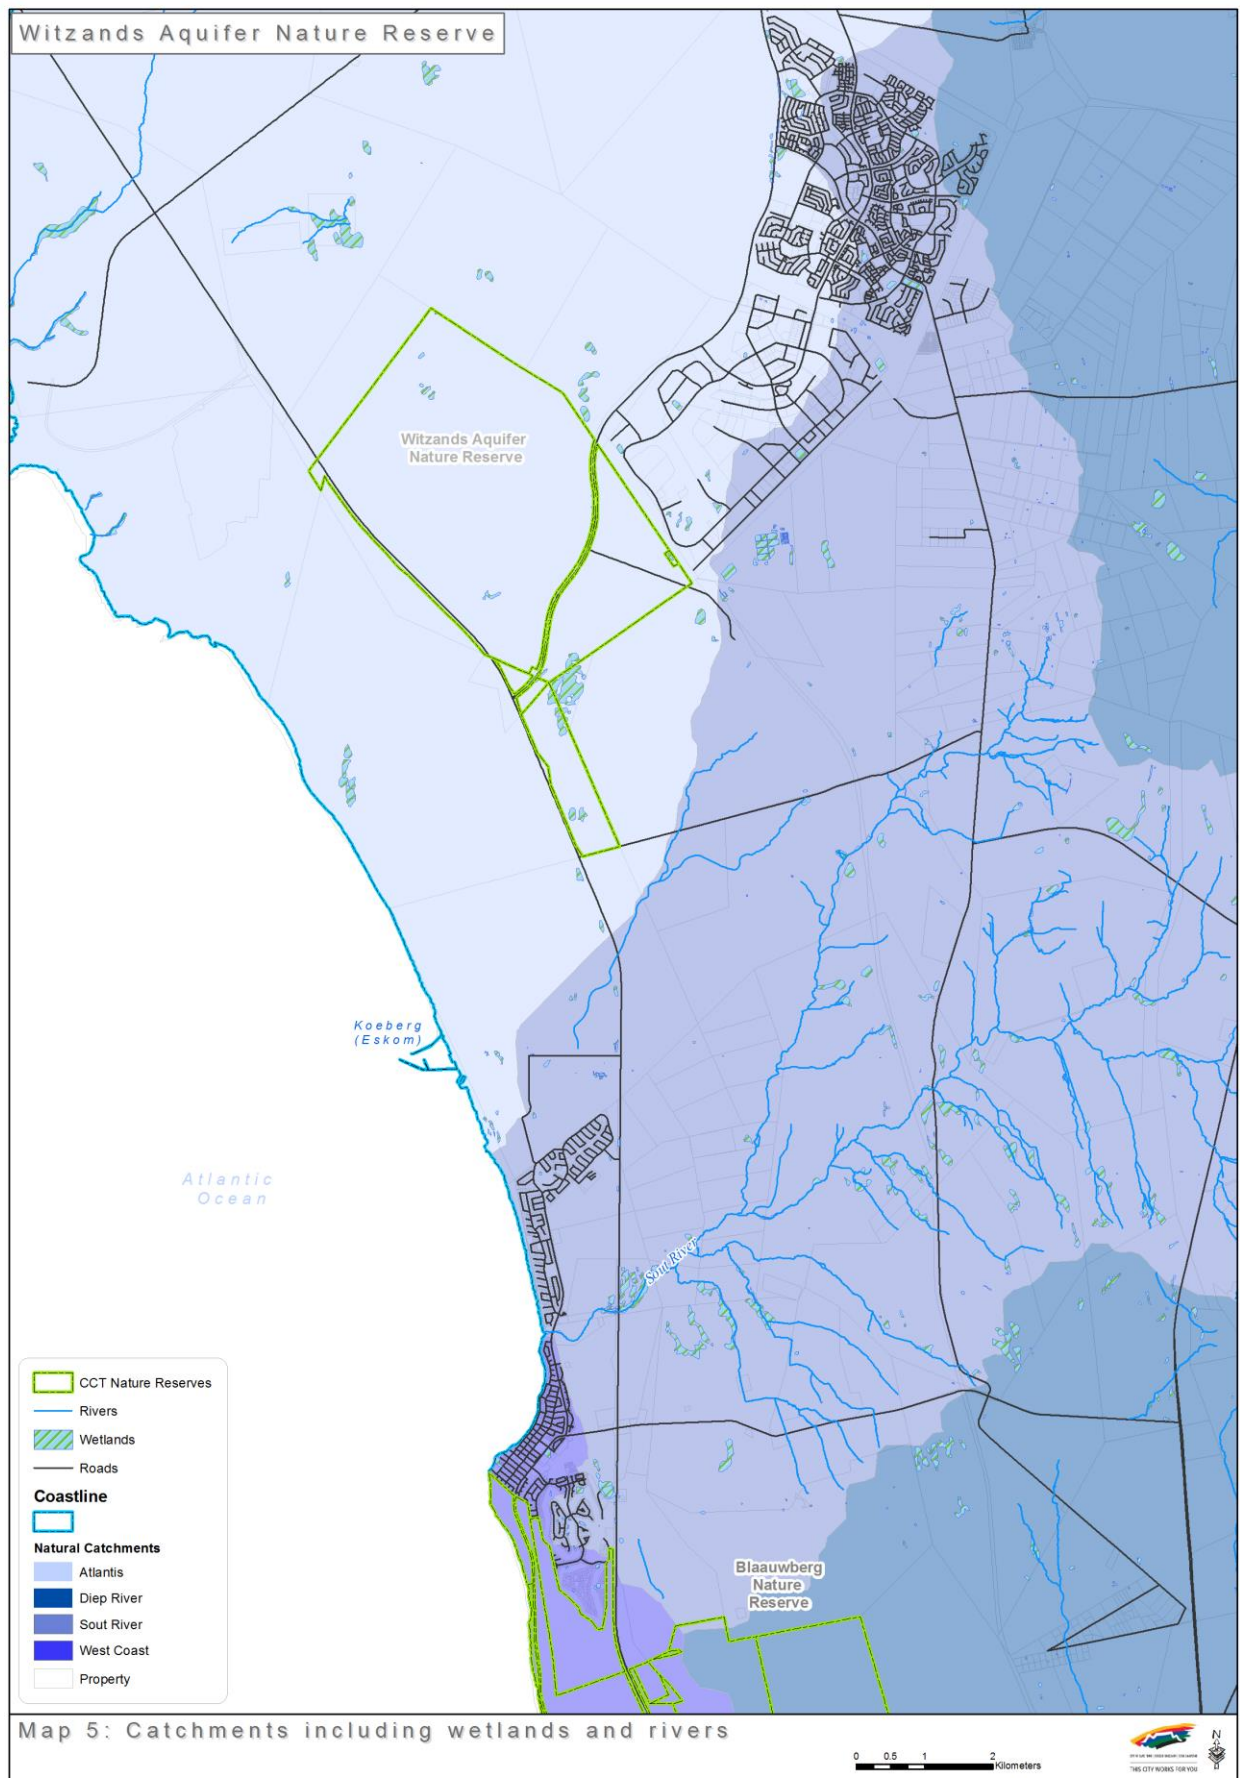 Witzands Aquifer Nature Reserve
Witzands Aquifer
Nature Reserve
Koeberg
(Eskom)
Atlantic
Ocean
Sout River
Blaauwberg
Nature
Reserve
CCT Nature Reserves
Rivers
Wetlands
Roads
Coastline
Natural Catchments
Atlantis
Diep River
Sout River
West Coast
Property
Map 5: Catchments including wetlands and rivers
0 0.5 1 2
Kilometers
THIS CITY WORKS FOR YOU
N